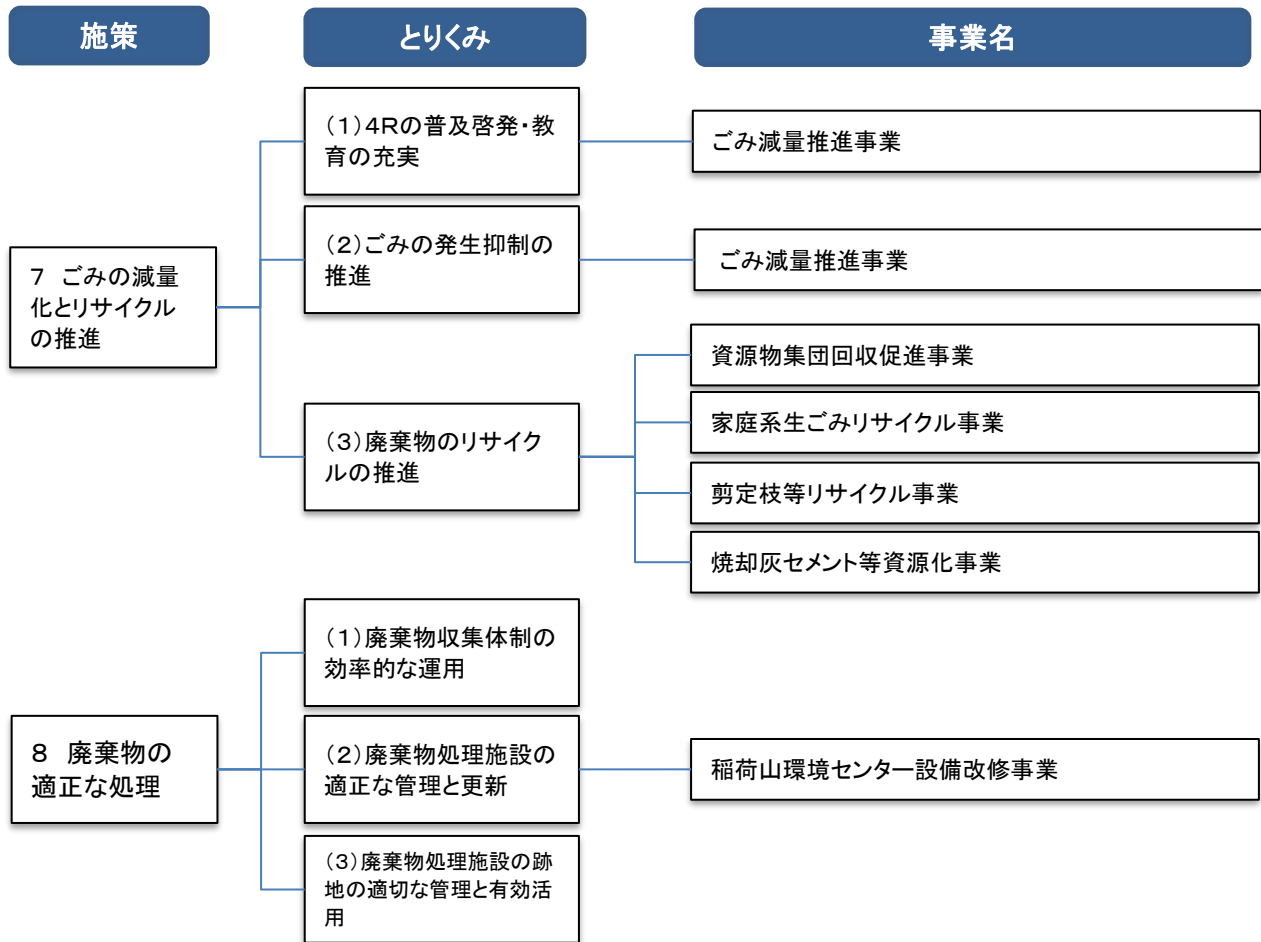 施策
とりくみ
事業名
7 ごみの減量
化とリサイクル
の推進
(1)4Rの普及啓発・教
育の充実
ごみ減量推進事業
(2)ごみの発生抑制の
推進
ごみ減量推進事業
(3)廃棄物のリサイク
ルの推進
資源物集団回収促進事業
家庭系生ごみリサイクル事業
剪定枝等リサイクル事業
焼却灰セメント等資源化事業
8 廃棄物の
適正な処理
(1)廃棄物収集体制の
効率的な運用
(2)廃棄物処理施設の
適正な管理と更新
稲荷山環境センター設備改修事業
(3)廃棄物処理施設の跡
地の適切な管理と有効活
用